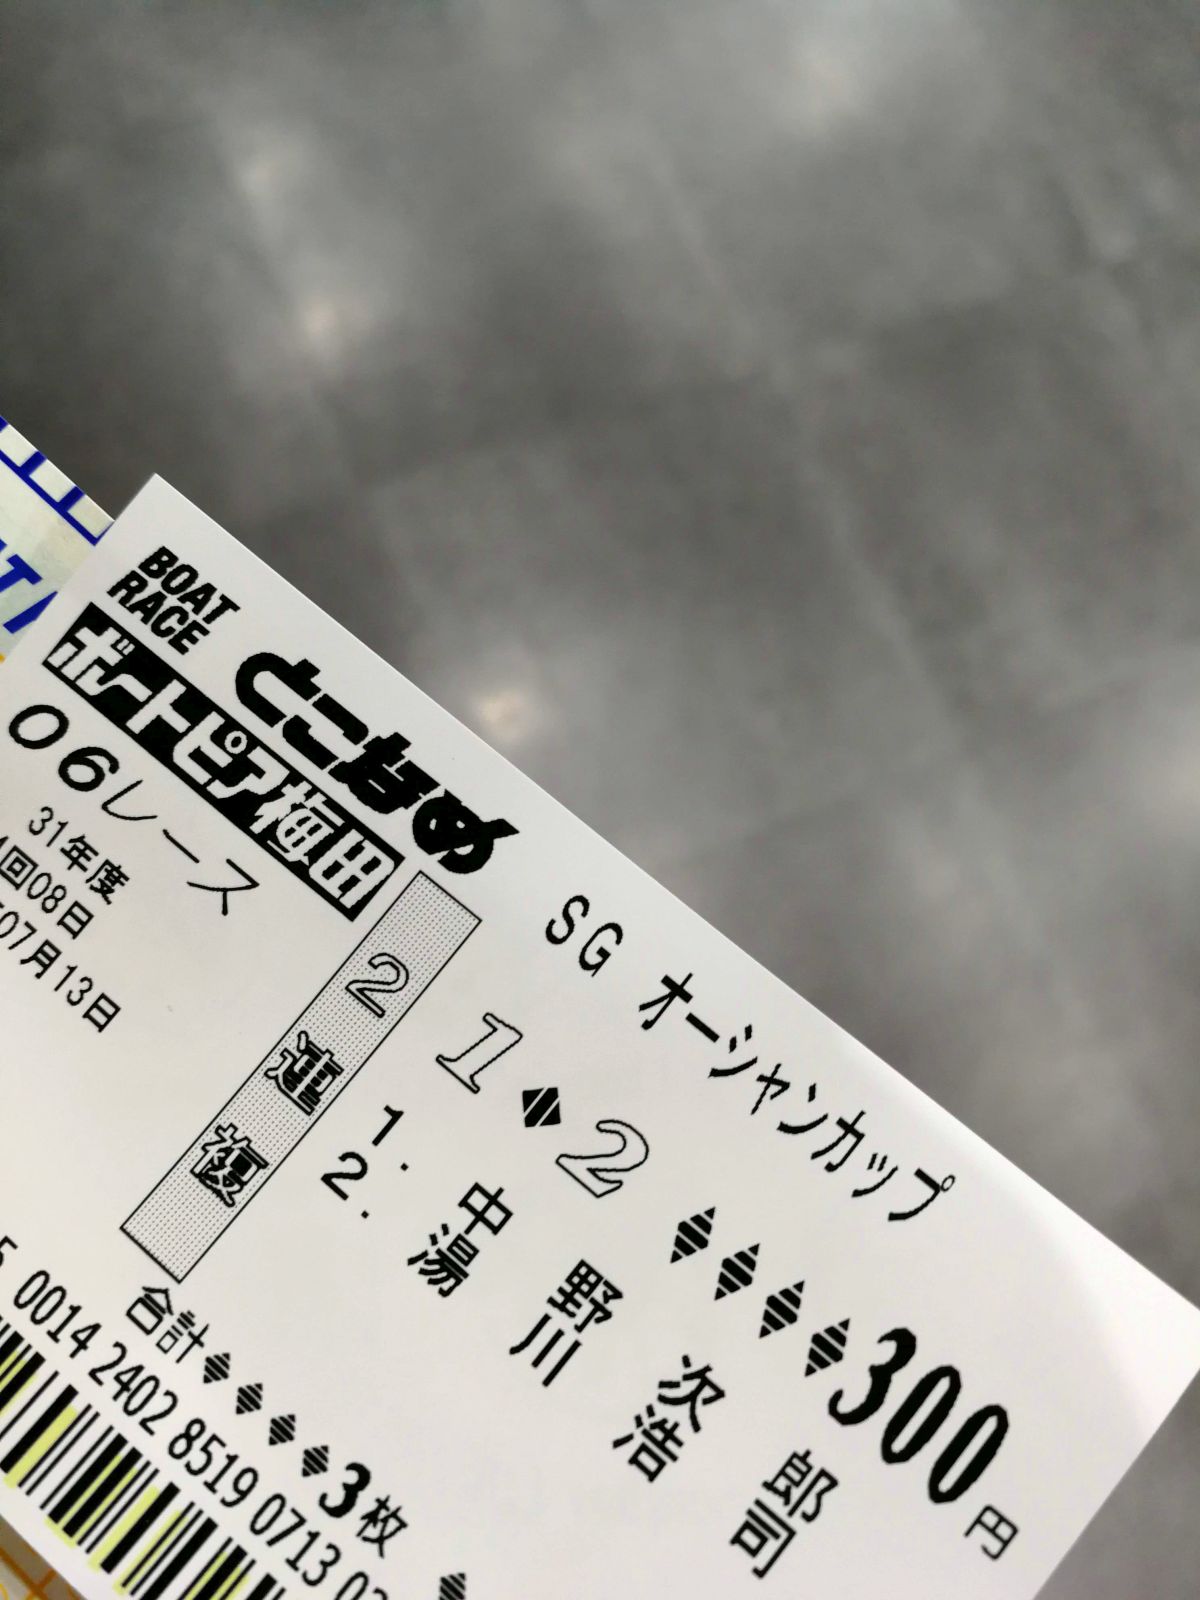 BOAT
RACE
とこなめ
ボートピア梅田
SG オーシャンカップ
06レース
31年度
回08日
07月13日
2連複
1◆2◆◆◆◆300円
1. 中野次郎
2. 湯川浩司
合計◆◆◆◆3枚
0014 2402 8519 0713